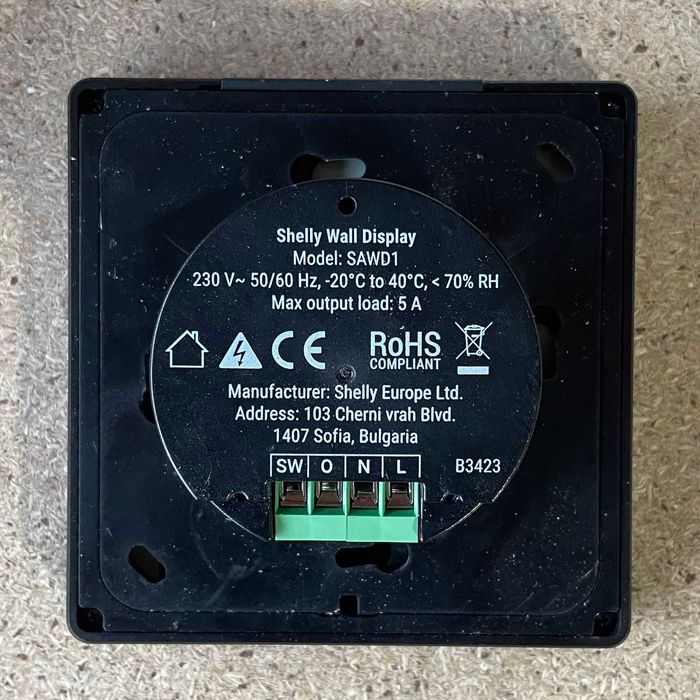 Shelly Wall Display
Model: SAWD1
230 V~ 50/60 Hz, -20°C to 40°C, < 70% RH
Max output load: 5 A
CE RoHS
COMPLIANT
Manufacturer: Shelly Europe Ltd.
Address: 103 Cherni vrah Blvd.
1407 Sofia, Bulgaria
SW O N L B3423